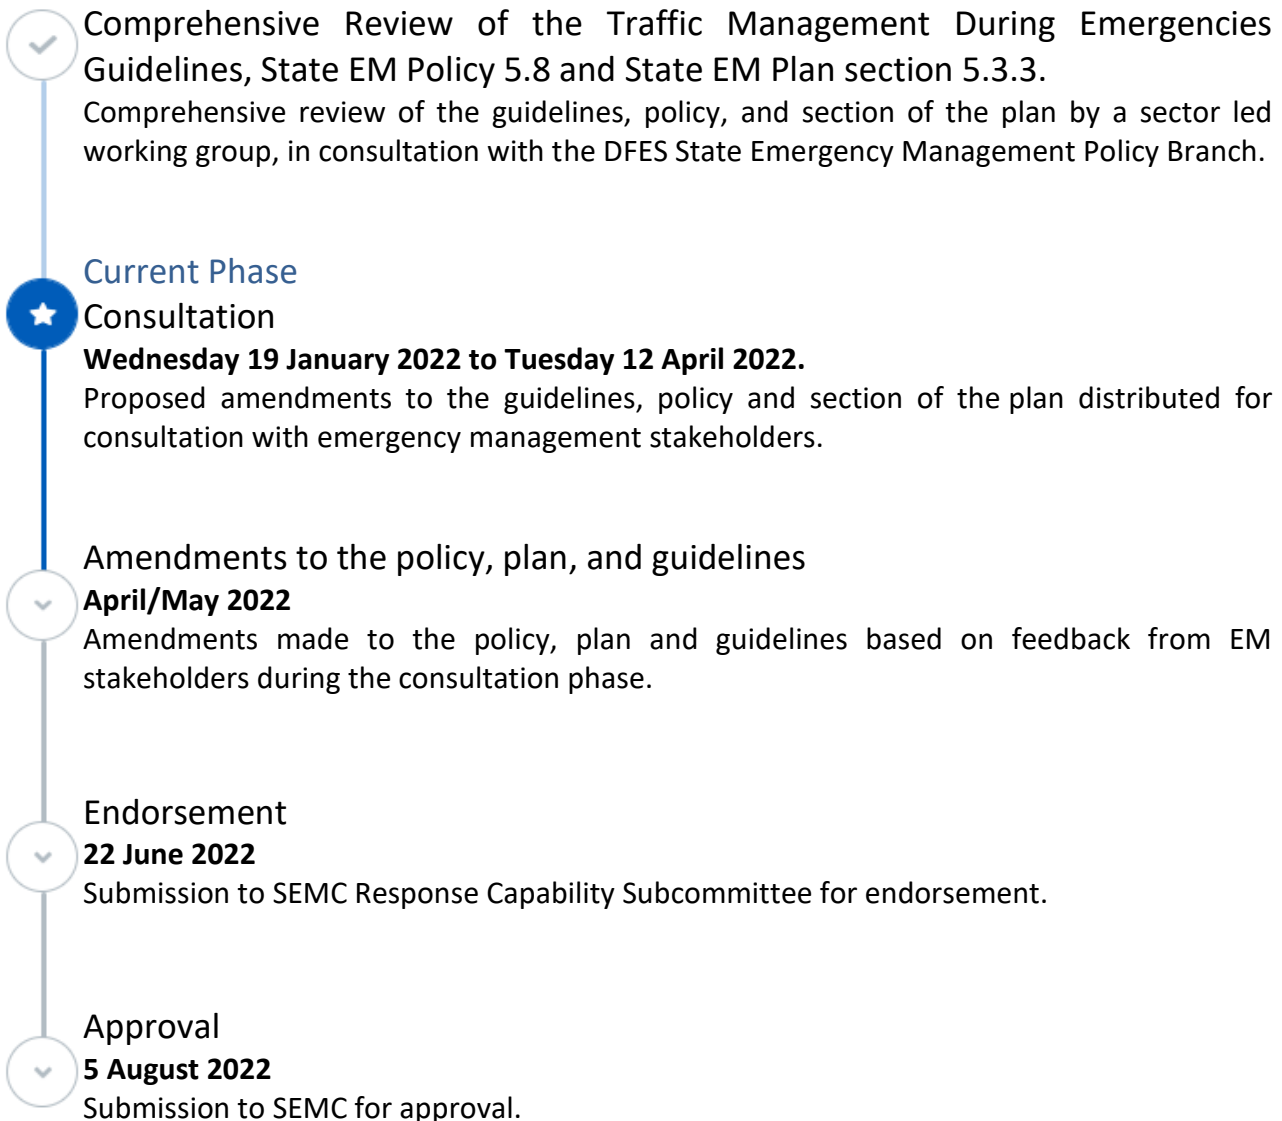 Comprehensive Review of the Traffic Management During Emergencies
Guidelines, State EM Policy 5.8 and State EM Plan section 5.3.3.
Comprehensive review of the guidelines, policy, and section of the plan by a sector led
working group, in consultation with the DFES State Emergency Management Policy Branch.
Current Phase
Consultation
Wednesday 19 January 2022 to Tuesday 12 April 2022.
Proposed amendments to the guidelines, policy and section of the plan distributed for
consultation with emergency management stakeholders.
Amendments to the policy, plan, and guidelines
April/May 2022
Amendments made to the policy, plan and guidelines based on feedback from EM
stakeholders during the consultation phase.
Endorsement
22 June 2022
Submission to SEMC Response Capability Subcommittee for endorsement.
Approval
5 August 2022
Submission to SEMC for approval.